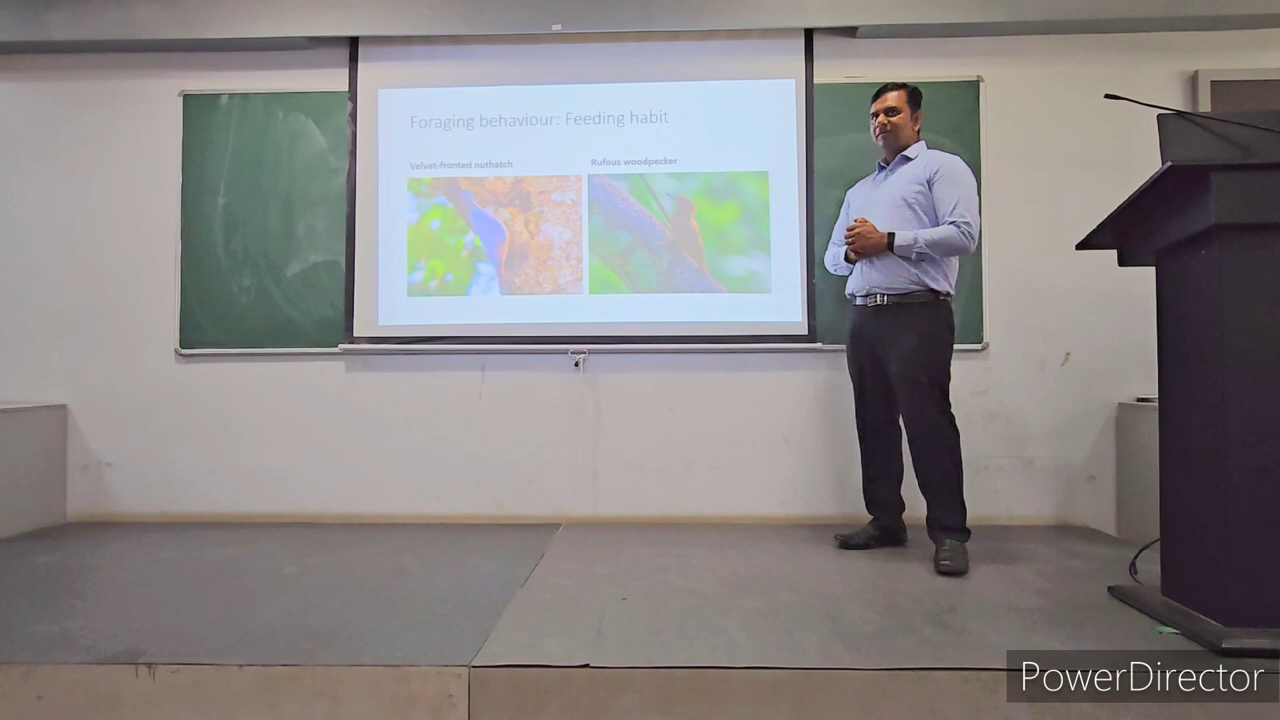 Foraging behaviour: Feeding habit
Velvet-fronted nuthatch
Rufous woodpecker
PowerDirector